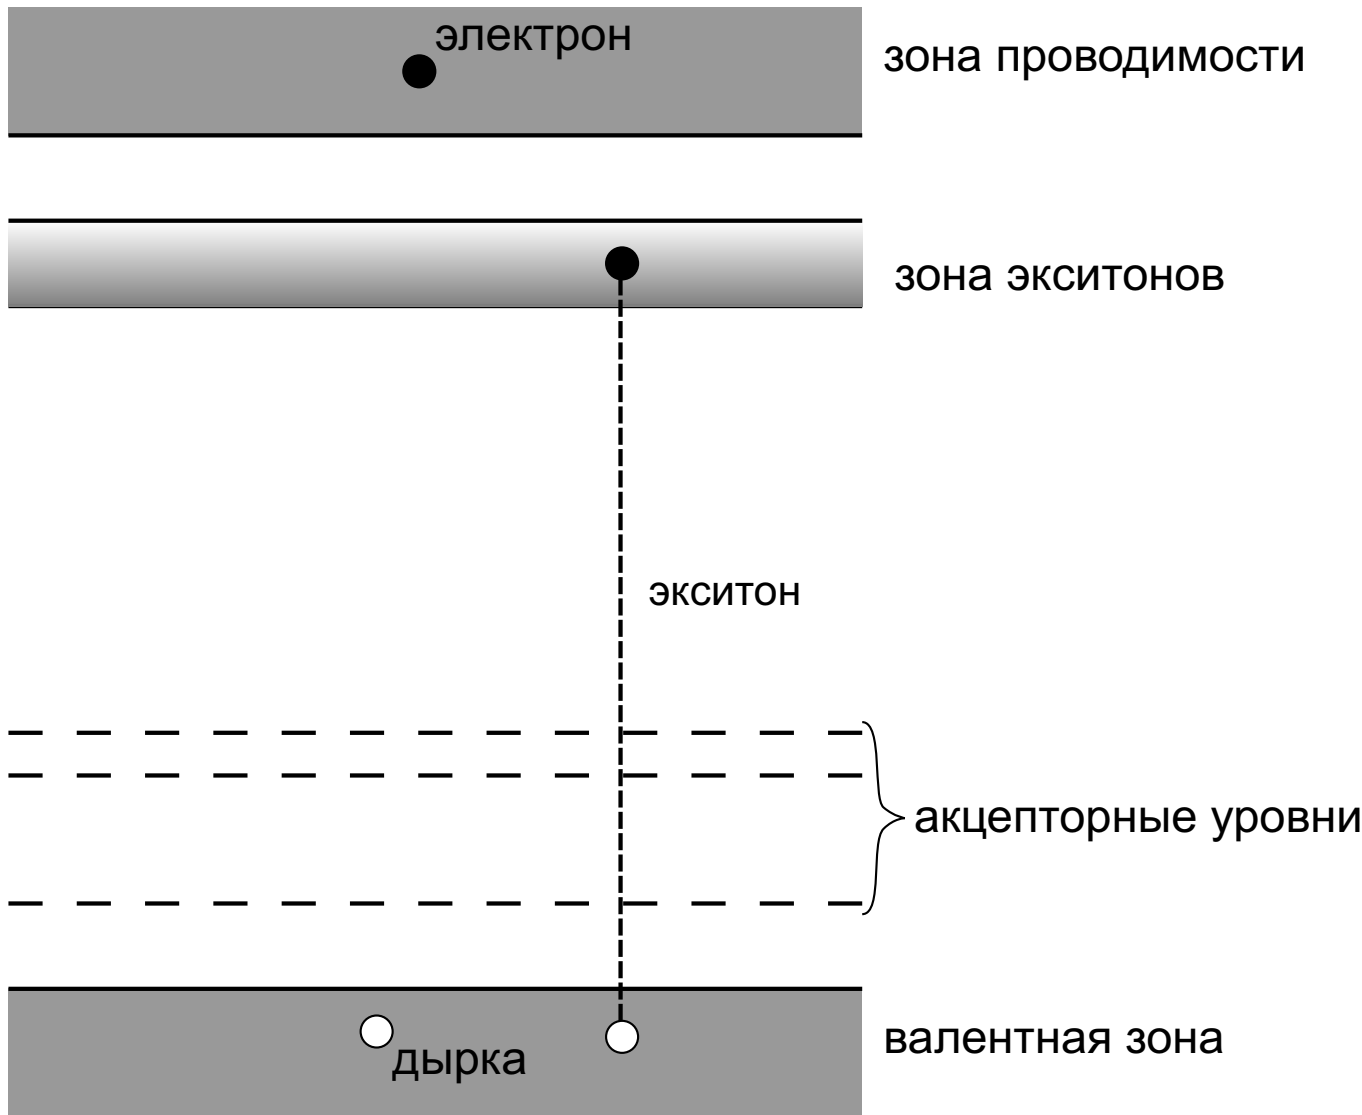 электрон
зона проводимости
зона экситонов
экситон
акцепторные уровни
валентная зона
дырка